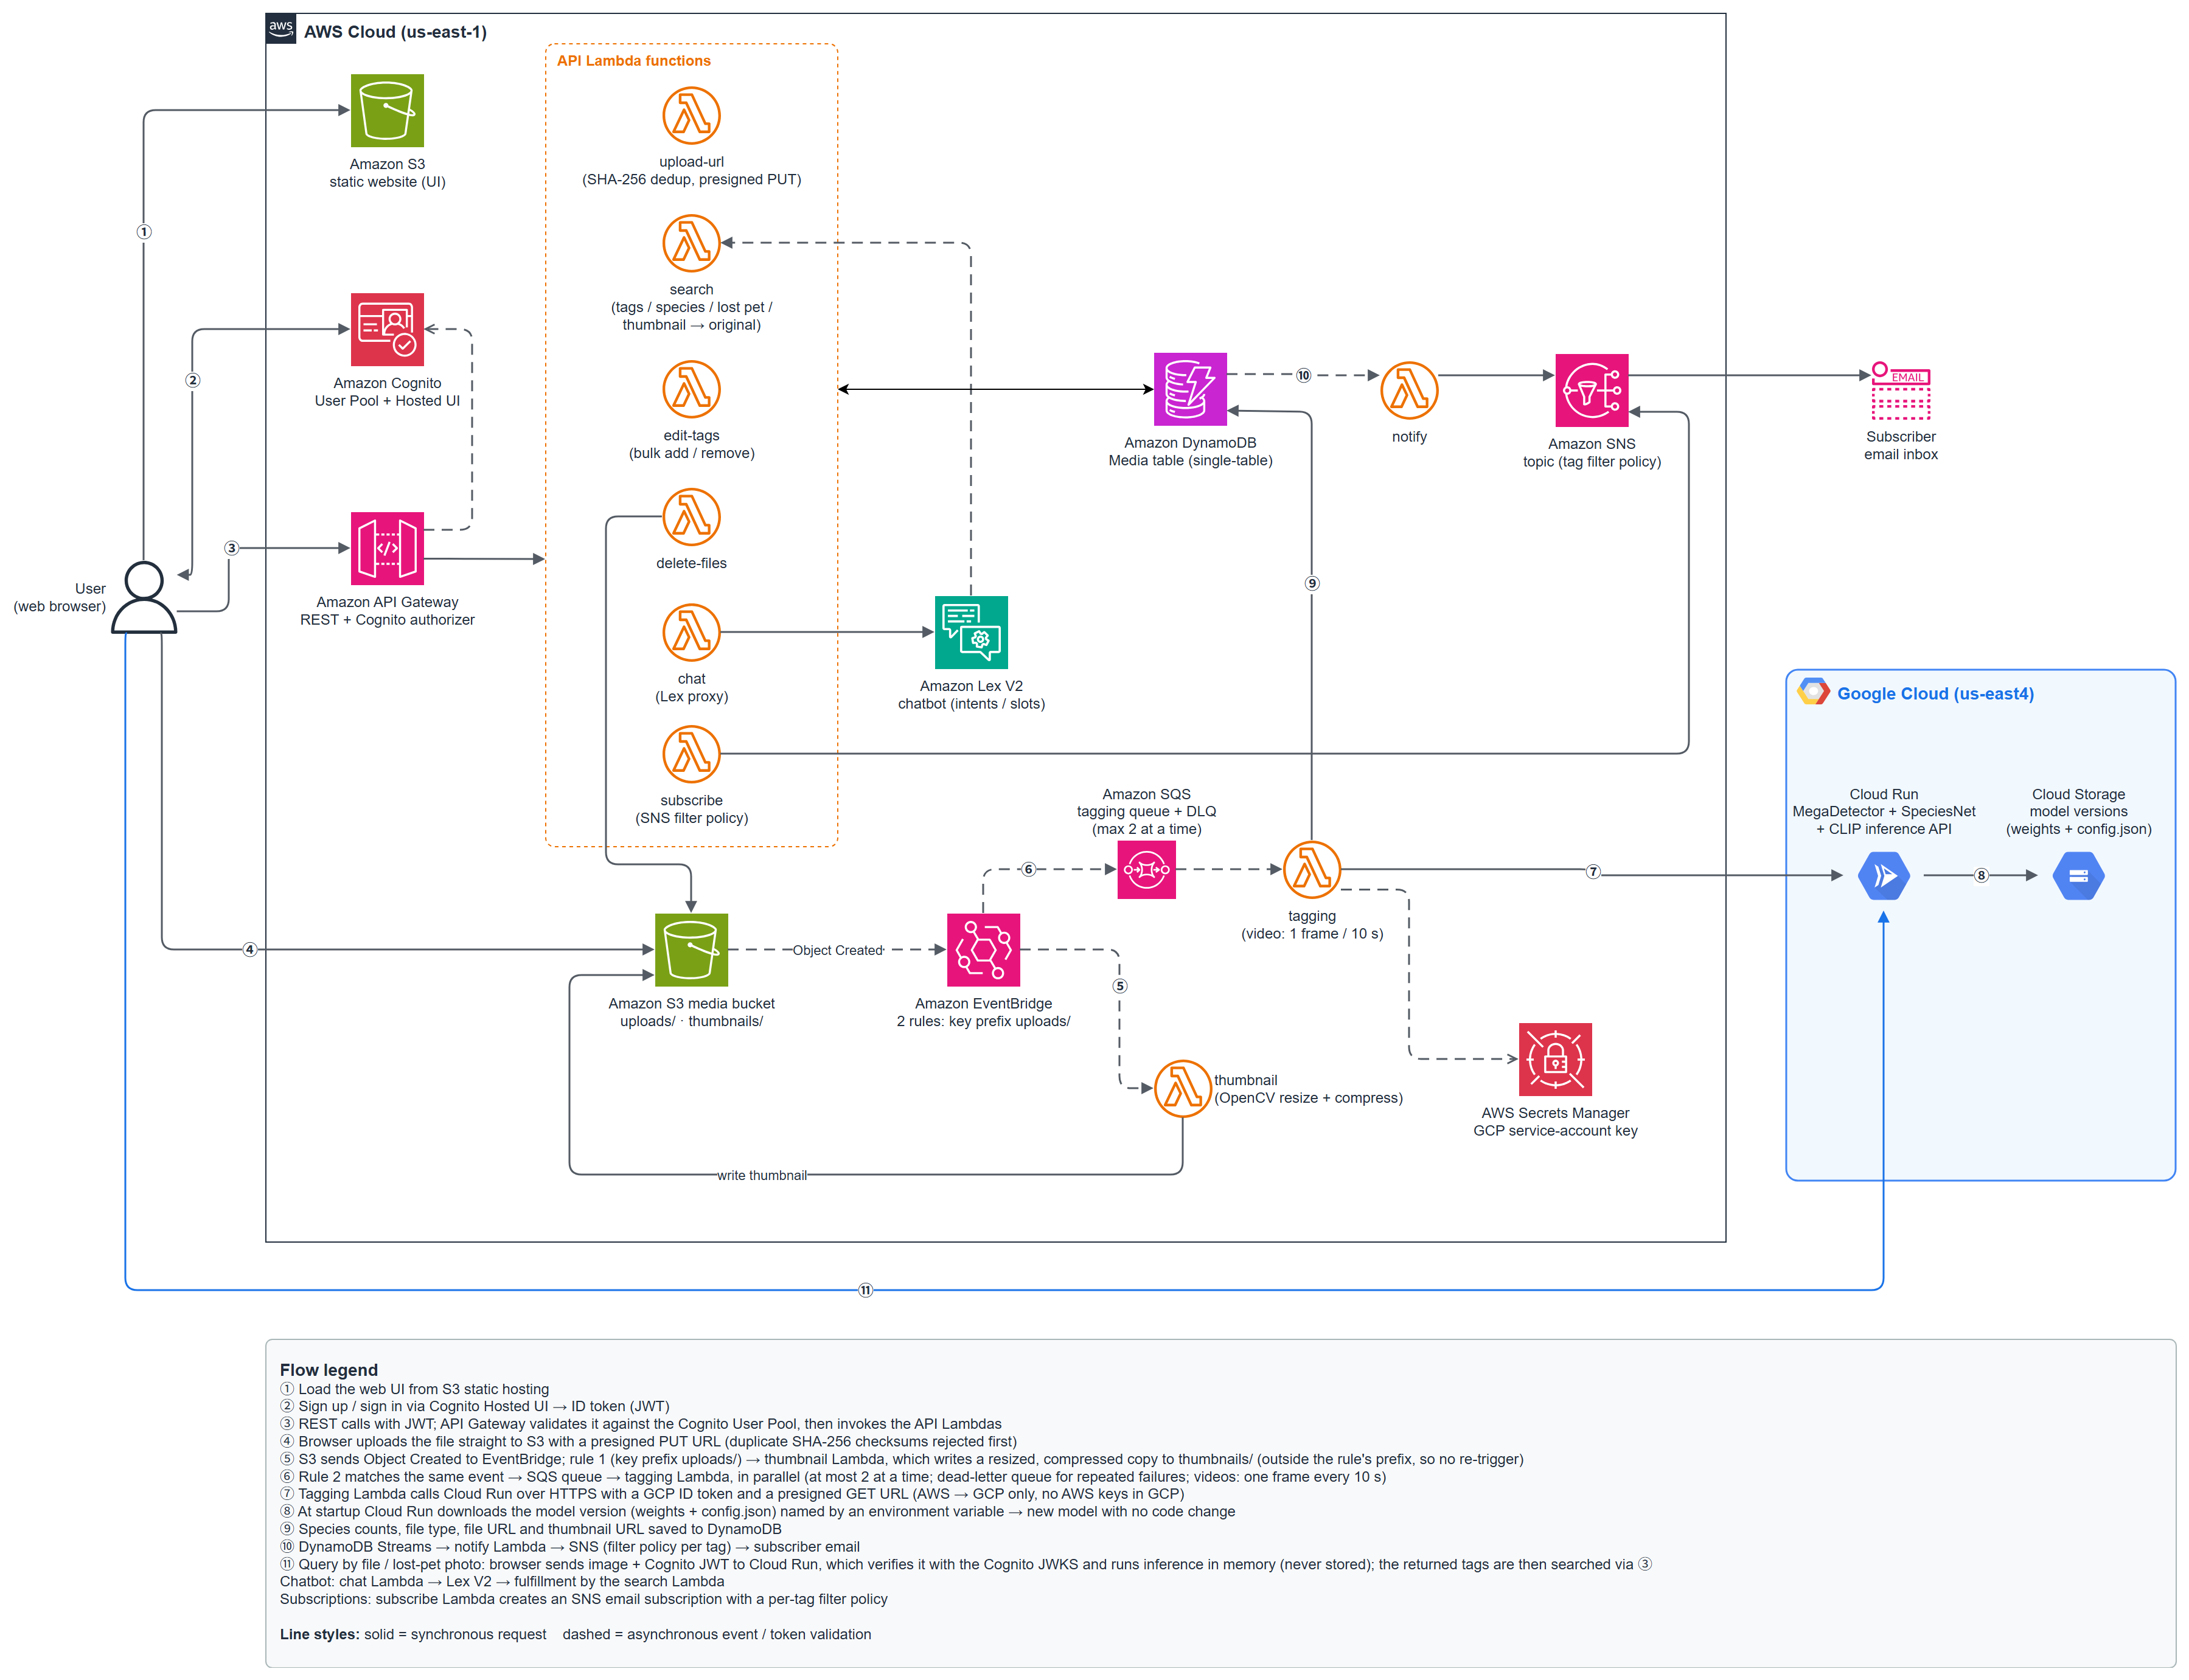 aws
AWS Cloud (us-east-1)
API Lambda functions
Amazon S3
static website (UI)
upload-url
(SHA-256 dedup, presigned PUT)
①
search
(tags / species / lost pet /
thumbnail → original)
②
Amazon Cognito
User Pool + Hosted UI
edit-tags
(bulk add / remove)
Amazon DynamoDB
Media table (single-table)
⑩
notify
Amazon SNS
topic (tag filter policy)
EMAIL
Subscriber
email inbox
③
User
(web browser)
Amazon API Gateway
REST + Cognito authorizer
delete-files
⑨
chat
(Lex proxy)
Amazon Lex V2
chatbot (intents / slots)
Google Cloud (us-east4)
subscribe
(SNS filter policy)
Amazon SQS
tagging queue + DLQ
(max 2 at a time)
Cloud Run
MegaDetector + SpeciesNet
+ CLIP inference API
Cloud Storage
model versions
(weights + config.json)
⑥
⑦
⑧
tagging
(video: 1 frame / 10 s)
④
Object Created
⑤
Amazon S3 media bucket
uploads/ · thumbnails/
Amazon EventBridge
2 rules: key prefix uploads/
thumbnail
(OpenCV resize + compress)
AWS Secrets Manager
GCP service-account key
write thumbnail
⑪
Flow legend
① Load the web UI from S3 static hosting
② Sign up / sign in via Cognito Hosted UI → ID token (JWT)
③ REST calls with JWT; API Gateway validates it against the Cognito User Pool, then invokes the API Lambdas
④ Browser uploads the file straight to S3 with a presigned PUT URL (duplicate SHA-256 checksums rejected first)
⑤ S3 sends Object Created to EventBridge; rule 1 (key prefix uploads/) → thumbnail Lambda, which writes a resized, compressed copy to thumbnails/ (outside the rule's prefix, so no re-trigger)
⑥ Rule 2 matches the same event → SQS queue → tagging Lambda, in parallel (at most 2 at a time; dead-letter queue for repeated failures; videos: one frame every 10 s)
⑦ Tagging Lambda calls Cloud Run over HTTPS with a GCP ID token and a presigned GET URL (AWS → GCP only, no AWS keys in GCP)
⑧ At startup Cloud Run downloads the model version (weights + config.json) named by an environment variable → new model with no code change
⑨ Species counts, file type, file URL and thumbnail URL saved to DynamoDB
⑩ DynamoDB Streams → notify Lambda → SNS (filter policy per tag) → subscriber email
⑪ Query by file / lost-pet photo: browser sends image + Cognito JWT to Cloud Run, which verifies it with the Cognito JWKS and runs inference in memory (never stored); the returned tags are then searched via ③
Chatbot: chat Lambda → Lex V2 → fulfillment by the search Lambda
Subscriptions: subscribe Lambda creates an SNS email subscription with a per-tag filter policy
Line styles: solid = synchronous request    dashed = asynchronous event / token validation